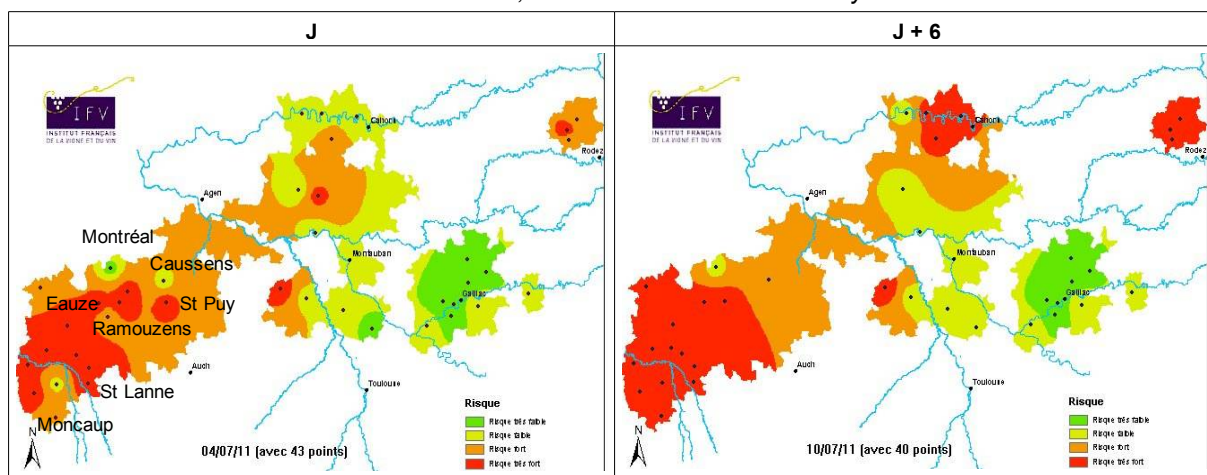 J
J + 6
IFV
INSTITUT FRANÇAIS
DE LA VIGNE ET DU VIN
Cahors
Rodez
Agen
Montréal
Caussens
Montauban
Eauze
St Puy
Ramouzens
Gaillac
Auch
St Lanne
Toulouse
Moncaup
N
04/07/11 (avec 43 points)
Risque
Risque très faible
Risque faible
Risque fort
Risque très fort
IFV
INSTITUT FRANÇAIS
DE LA VIGNE ET DU VIN
Cahors
Rodez
Agen
Montauban
Gaillac
Auch
Toulouse
N
10/07/11 (avec 40 points)
Risque
Risque très faible
Risque faible
Risque fort
Risque très fort